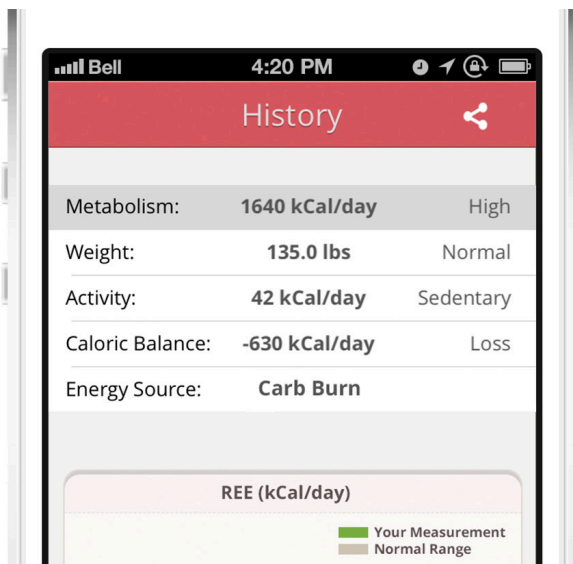 Bell 4:20 PM
History
Metabolism: 1640 kCal/day High
Weight: 135.0 lbs Normal
Activity: 42 kCal/day Sedentary
Caloric Balance: -630 kCal/day Loss
Energy Source: Carb Burn
REE (kCal/day)
Your Measurement
Normal Range